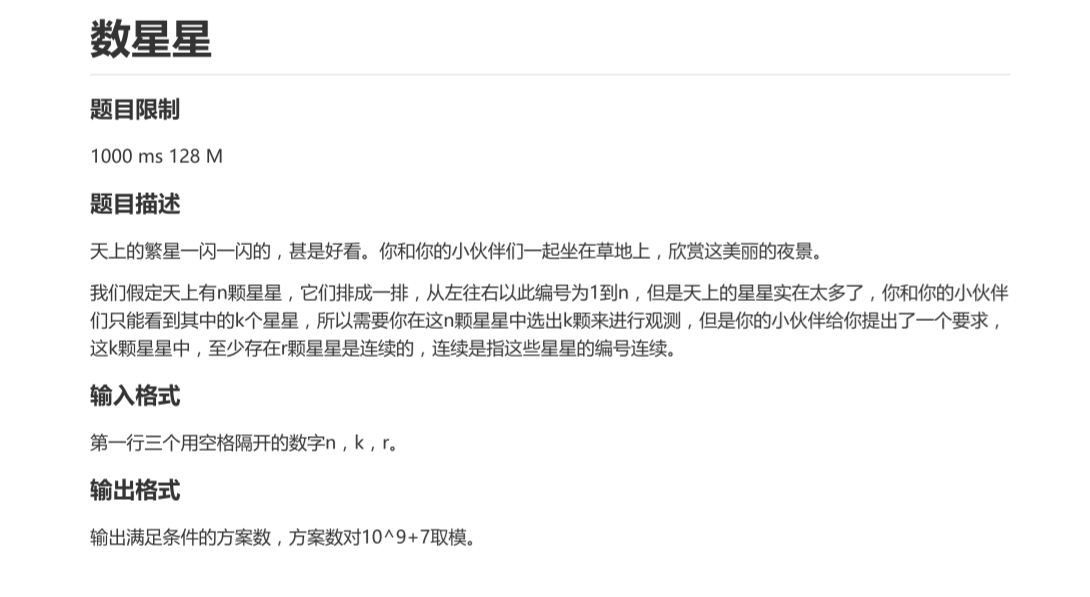 数星星
题目限制
1000 ms 128 M
题目描述
天上的繁星一闪一闪的，甚是好看。你和你的小伙伴们一起坐在草地上，欣赏这美丽的夜景。
我们假定天上有n颗星星，它们排成一排，从左往右以此编号为1到n，但是天上的星星实在太多了，你和你的小伙伴
们只能看到其中的k个星星，所以需要你在这n颗星星中选出k颗来进行观测，但是你的小伙伴给你提出了一个要求，
这k颗星星中，至少存在r颗星星是连续的，连续是指这些星星的编号连续。
输入格式
第一行三个用空格隔开的数字n，k，r。
输出格式
输出满足条件的方案数，方案数对10^9+7取模。